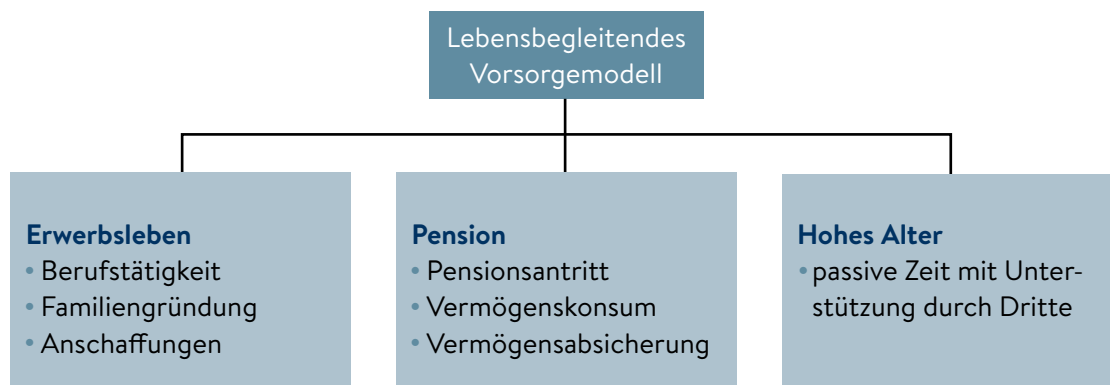 Lebensbegleitendes
Vorsorgemodell
Erwerbsleben
• Berufstätigkeit
• Familiengründung
• Anschaffungen
Pension
• Pensionsantritt
• Vermögenskonsum
• Vermögensabsicherung
Hohes Alter
• passive Zeit mit Unter-
stützung durch Dritte